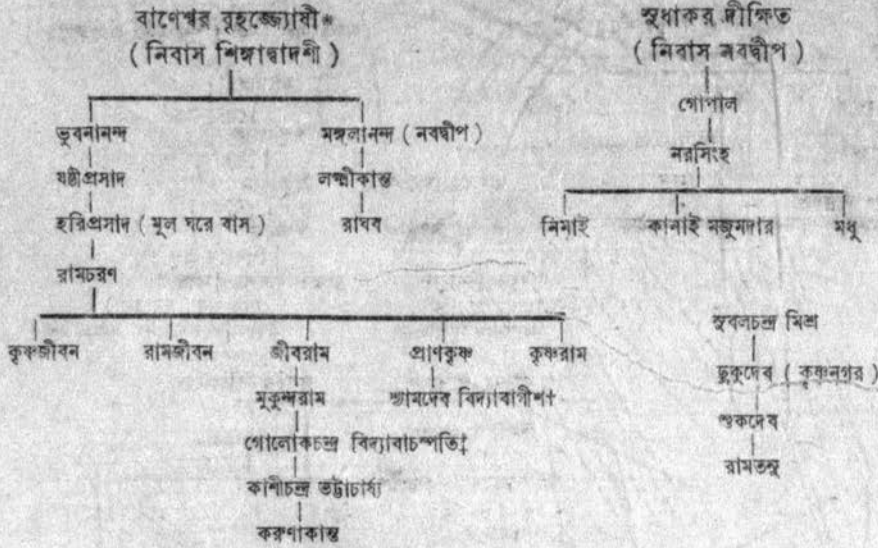 বাণেশ্বর বৃহজ্জ্যোষী*
( নিবাস শিঙ্গাদ্বাদশী )
ভুবনানন্দ
মঙ্গলানন্দ ( নবদ্বীপ )
ষষ্ঠীপ্রসাদ
লক্ষ্মীকান্ত
হরিপ্রসাদ ( মূল ঘরে বাস )
রাঘব
রামচরণ
কৃষ্ণজীবন
রামজীবন
জীবরাম
প্রাণকৃষ্ণ
কৃষ্ণরাম
মুকুন্দরাম
শ্যামদেব বিদ্যাবাগীশ†
গোলোকচন্দ্র বিদ্যাবাচস্পতি‡
কাশীচন্দ্র ভট্টাচার্য্য
করুণাকান্ত
সুধাকর দীক্ষিত
( নিবাস নবদ্বীপ )
গোপাল
নরসিংহ
নিমাই
কানাই মজুমদার
মধু
সুবলচন্দ্র মিশ্র
ঢুকুদেব ( কৃষ্ণনগর )
শুকদেব
রামতনু